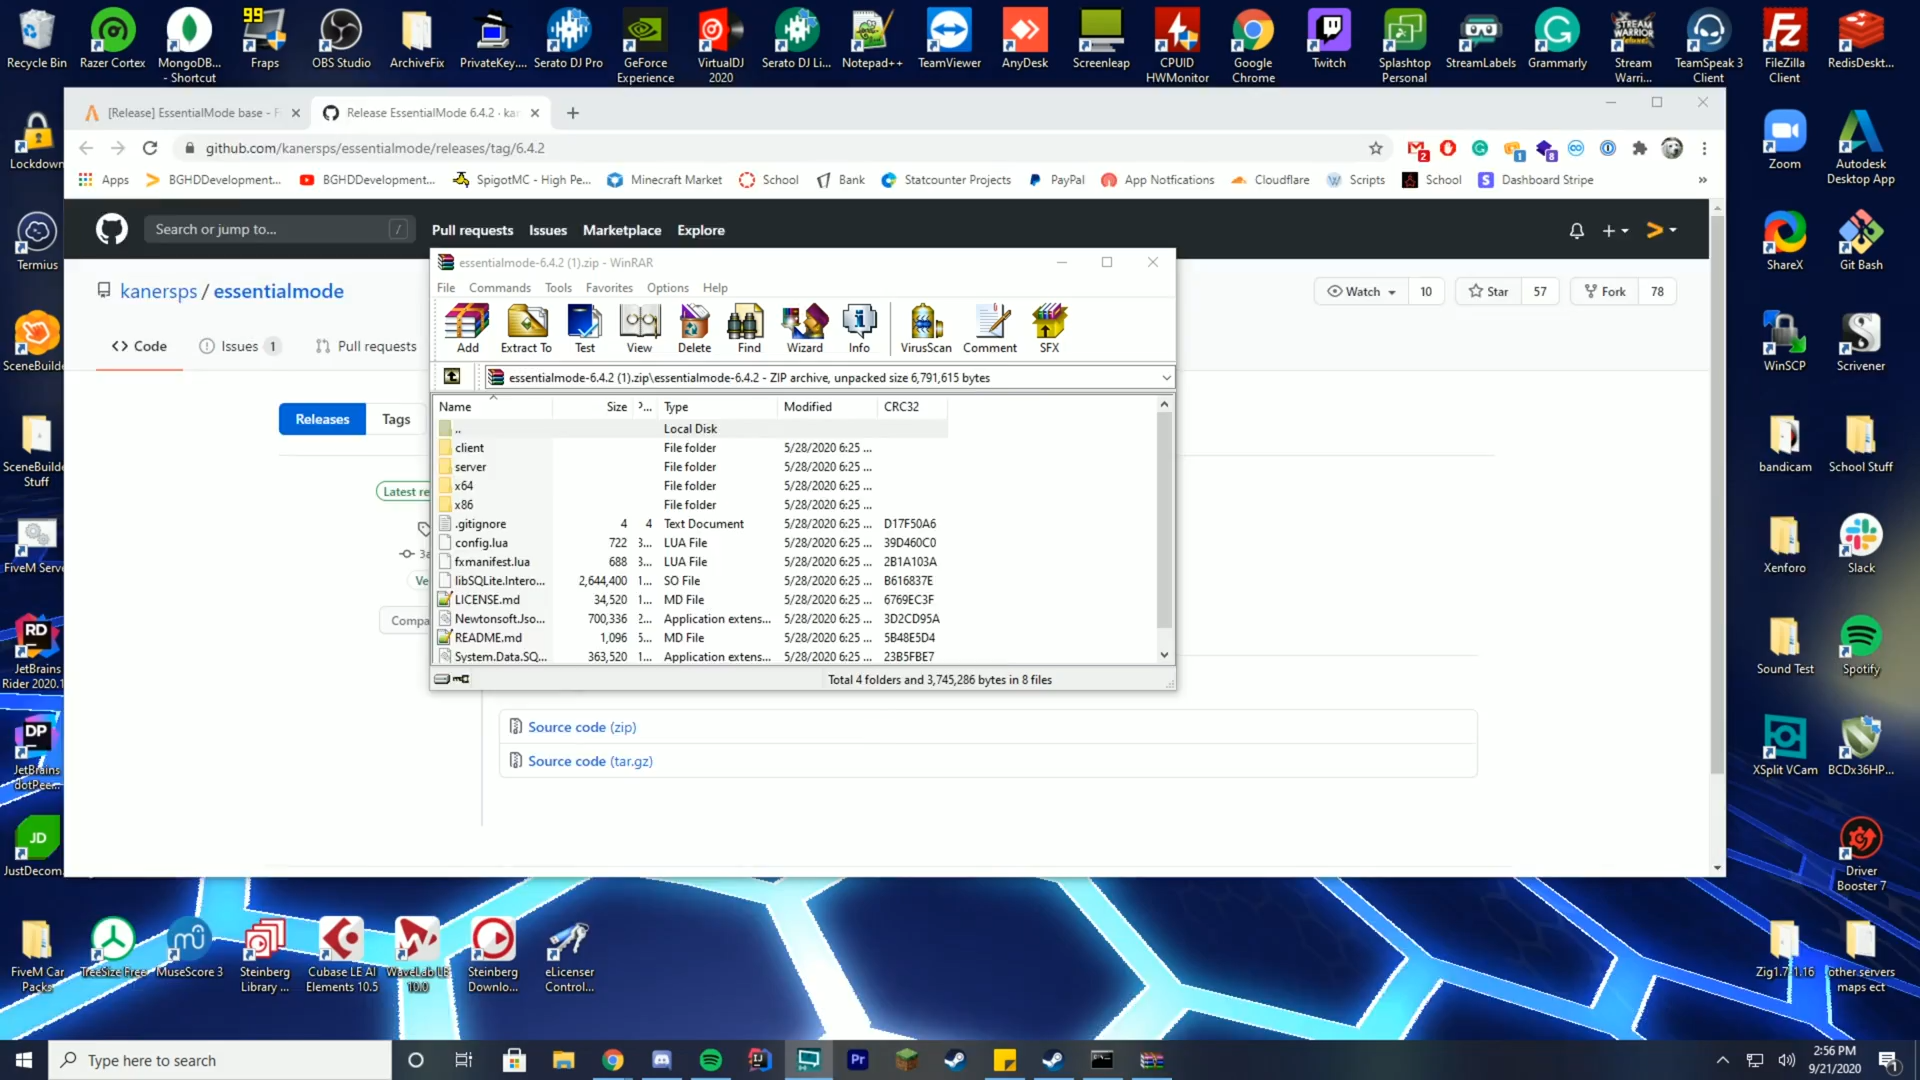 Recycle Bin
Razer Cortex
MongoDB...
- Shortcut
99
Fraps
OBS Studio
ArchiveFix
PrivateKey....
Serato DJ Pro
GeForce
Experience
VirtualDJ
2020
Serato DJ Li...
Notepad++
TeamViewer
AnyDesk
Screenleap
CPUID
HWMonitor
Google
Chrome
Twitch
Splashtop
Personal
StreamLabels
Grammarly
Stream
Warri...
TeamSpeak 3
Client
FileZilla
Client
RedisDeskt...
[Release] EssentialMode base - F
Release EssentialMode 6.4.2 · kan
github.com/kanersps/essentialmode/releases/tag/6.4.2
Apps
BGHDDevelopment...
BGHDDevelopment...
SpigotMC - High Pe...
Minecraft Market
School
Bank
Statcounter Projects
PayPal
App Notfications
Cloudflare
Scripts
School
Dashboard Stripe
»
Search or jump to...
/
Pull requests
Issues
Marketplace
Explore
kanersps / essentialmode
Watch
10
Star
57
Fork
78
<> Code
Issues 1
Pull requests
Releases
Tags
Latest re
3a
Ve
Compa
Source code (zip)
Source code (tar.gz)
essentialmode-6.4.2 (1).zip - WinRAR
File
Commands
Tools
Favorites
Options
Help
Add
Extract To
Test
View
Delete
Find
Wizard
Info
VirusScan
Comment
SFX
essentialmode-6.4.2 (1).zip\essentialmode-6.4.2 - ZIP archive, unpacked size 6,791,615 bytes
Name Size P... Type Modified CRC32
.. Local Disk
client File folder 5/28/2020 6:25 ...
server File folder 5/28/2020 6:25 ...
x64 File folder 5/28/2020 6:25 ...
x86 File folder 5/28/2020 6:25 ...
.gitignore 4 4 Text Document 5/28/2020 6:25 ... D17F50A6
config.lua 722 3... LUA File 5/28/2020 6:25 ... 39D460C0
fxmanifest.lua 688 3... LUA File 5/28/2020 6:25 ... 2B1A103A
libSQLite.Intero... 2,644,400 1... SO File 5/28/2020 6:25 ... B616837E
LICENSE.md 34,520 1... MD File 5/28/2020 6:25 ... 6769EC3F
Newtonsoft.Jso... 700,336 2... Application extens... 5/28/2020 6:25 ... 3D2CD95A
README.md 1,096 5... MD File 5/28/2020 6:25 ... 5B48E5D4
System.Data.SQ... 363,520 1... Application extens... 5/28/2020 6:25 ... 23B5FBE7
Total 4 folders and 3,745,286 bytes in 8 files
Lockdown
Termius
SceneBuilde
SceneBuilde
Stuff
FiveM Serve
JetBrains
Rider 2020.1
JetBrains
dotPee...
JustDecom.
Zoom
Autodesk
Desktop App
ShareX
Git Bash
WinSCP
Scrivener
bandicam
School Stuff
Xenforo
Slack
Sound Test
Spotify
XSplit VCam
BCDx36HP...
Driver
Booster 7
FiveM Car
Packs
TreeSize Free
MuseScore 3
Steinberg
Library ...
Cubase LE AI
Elements 10.5
WaveLab LE
10.0
Steinberg
Downlo...
eLicenser
Control...
Zig1.7-1.16
other servers
maps ect
Type here to search
2:56 PM
9/21/2020